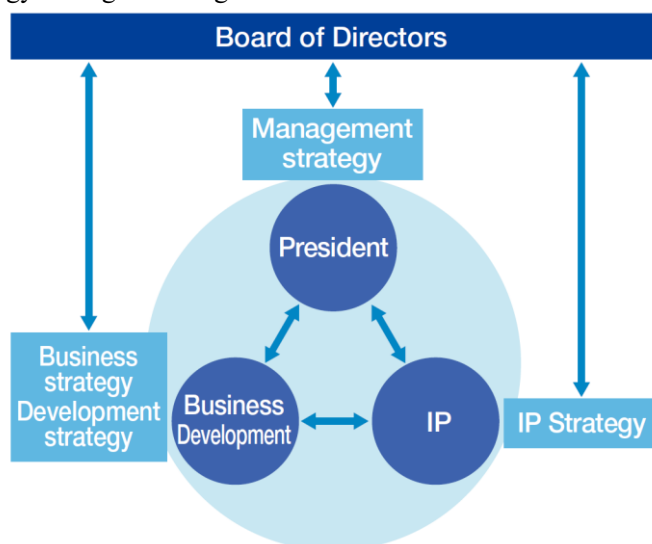 Board of Directors
Management
strategy
President
Business
strategy
Development
strategy
Business
Development
IP
IP Strategy